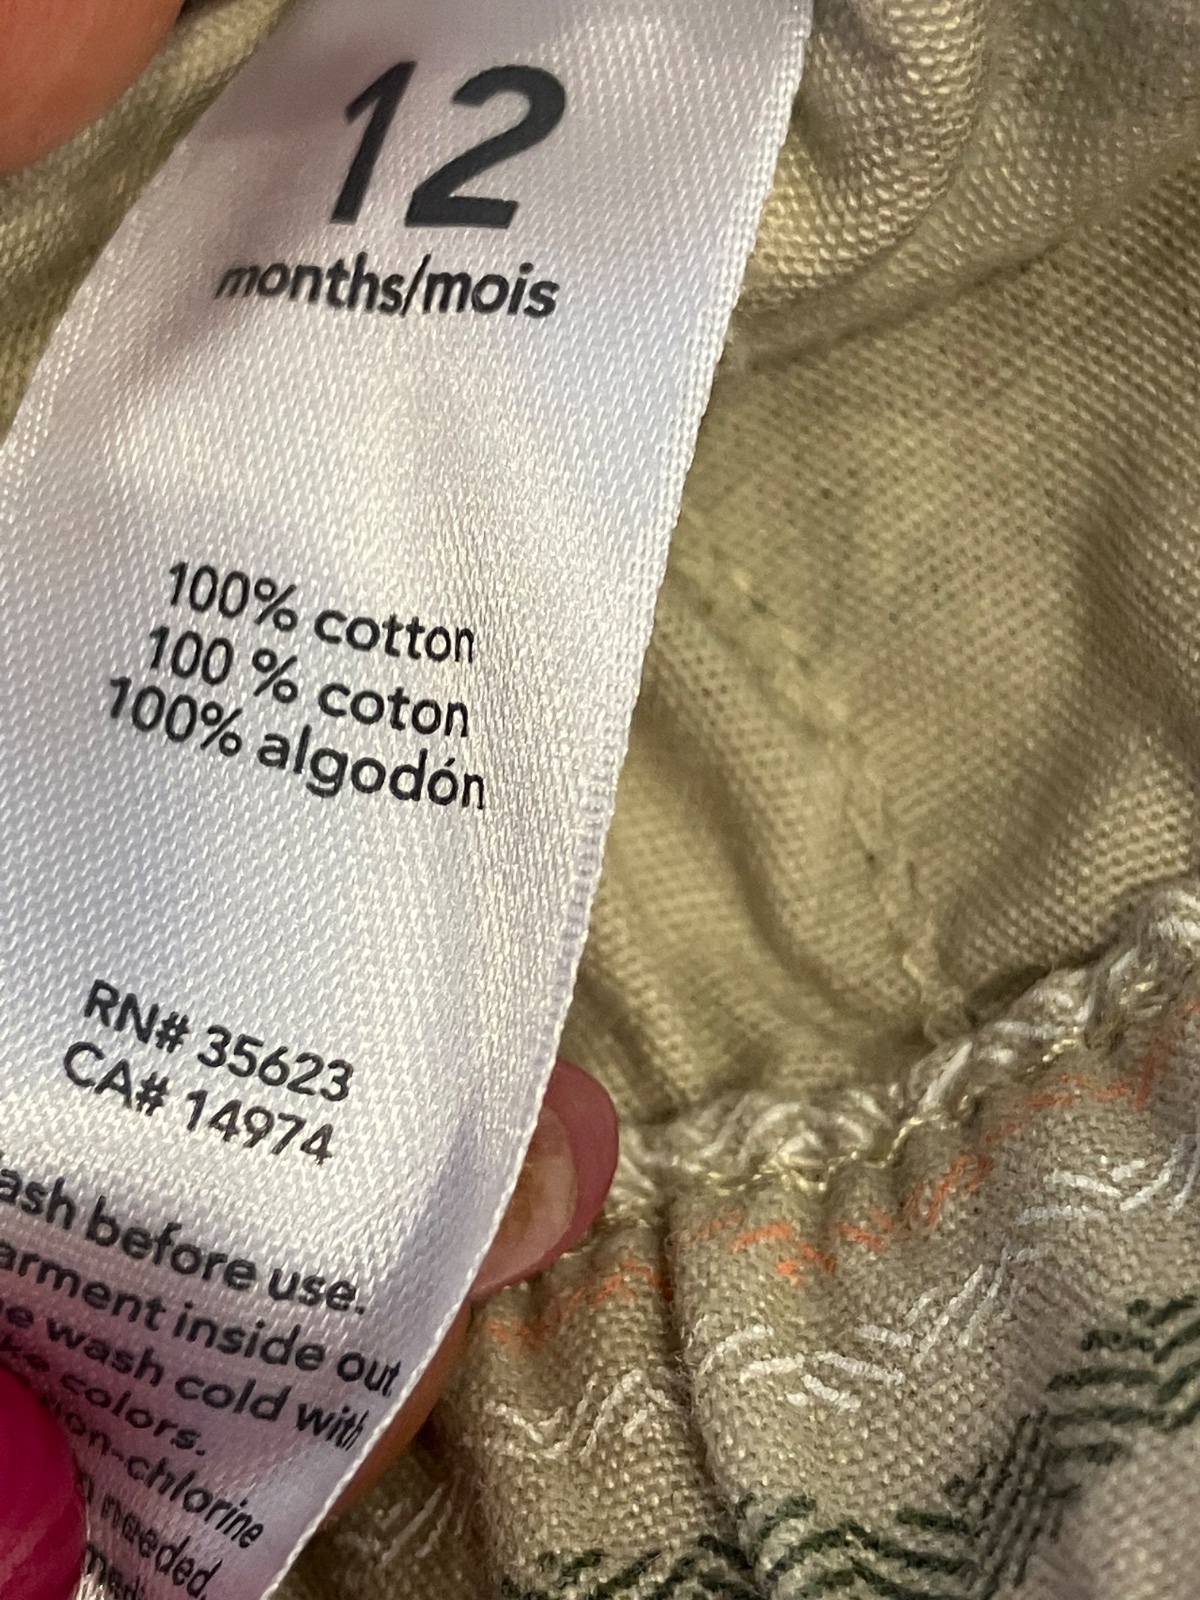 12
months/mois
100% cotton
100 % coton
100% algodón
RN# 35623
CA# 14974
ash before use.
arment inside out
e wash cold with
colors.
on-chlorine
needed.